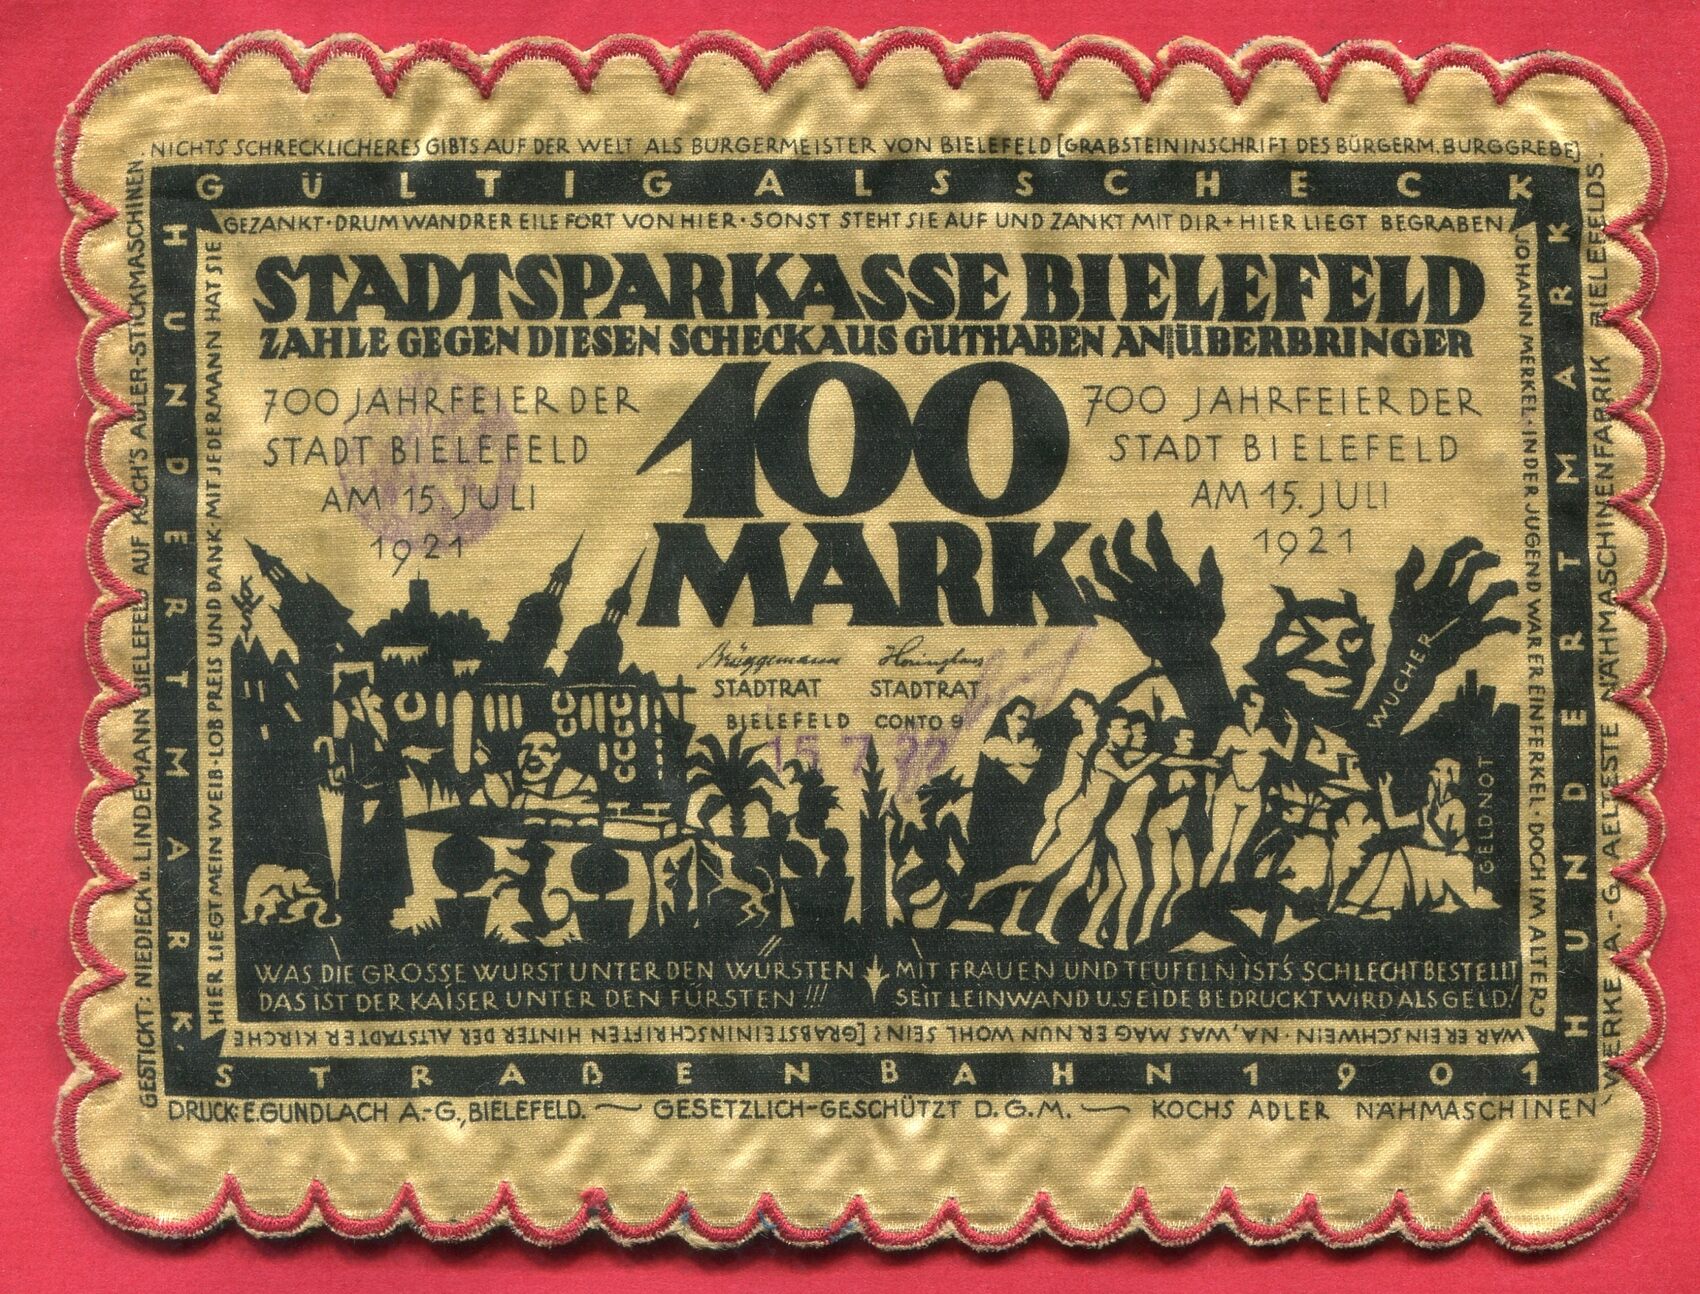 NICHTS SCHRECKLICHERES GIBTS AUF DER WELT ALS BÜRGERMEISTER VON BIELEFELD [GRABSTEININSCHRIFT DES BÜRGERM. BURGGREBE]
GÜLTIG ALS SCHECK
HUNDERT MARK
HUNDERT MARK
STRAßENBAHN 1901
GESTICKT: NIEDIECK u. LINDEMANN BIELEFELD AUF KOCH'S ADLER-STICKMASCHINEN
HIER LIEGT MEIN WEIB · LOB PREIS UND DANK · MIT JEDERMANN HAT SIE
GEZANKT · DRUM WANDRER EILE FORT VON HIER · SONST STEHT SIE AUF UND ZANKT MIT DIR + HIER LIEGT BEGRABEN
JOHANN MERKEL · IN DER JUGEND WAR ER EIN FERKEL · DOCH IM ALTER
WAR ER EIN SCHWEIN · NA, WAS MAG ER NUN WOHL SEIN? [GRABSTEININSCHRIFTEN HINTER DER ALTSTÄDTER KIRCHE
STADTSPARKASSE BIELEFELD
ZAHLE GEGEN DIESEN SCHECK AUS GUTHABEN AN ÜBERBRINGER
100
MARK
700 JAHRFEIER DER
STADT BIELEFELD
AM 15. JULI
1921
700 JAHRFEIER DER
STADT BIELEFELD
AM 15. JULI
1921
Brüggemann
STADTRAT STADTRAT
BIELEFELD CONTO 9
15.7.22
WUCHER
GELDNOT
WAS DIE GROSSE WURST UNTER DEN WÜRSTEN
DAS IST DER KAISER UNTER DEN FÜRSTEN !!!
MIT FRAUEN UND TEUFELN IST'S SCHLECHT BESTELLT
SEIT LEINWAND U. SEIDE BEDRUCKT WIRD ALS GELD!
WERKE A.-G. AELTESTE NÄHMASCHINENFABRIK BIELEFELDS.
DRUCK: E. GUNDLACH A.-G., BIELEFELD. — GESETZLICH-GESCHÜTZT D.G.M. — KOCHS ADLER NÄHMASCHINEN